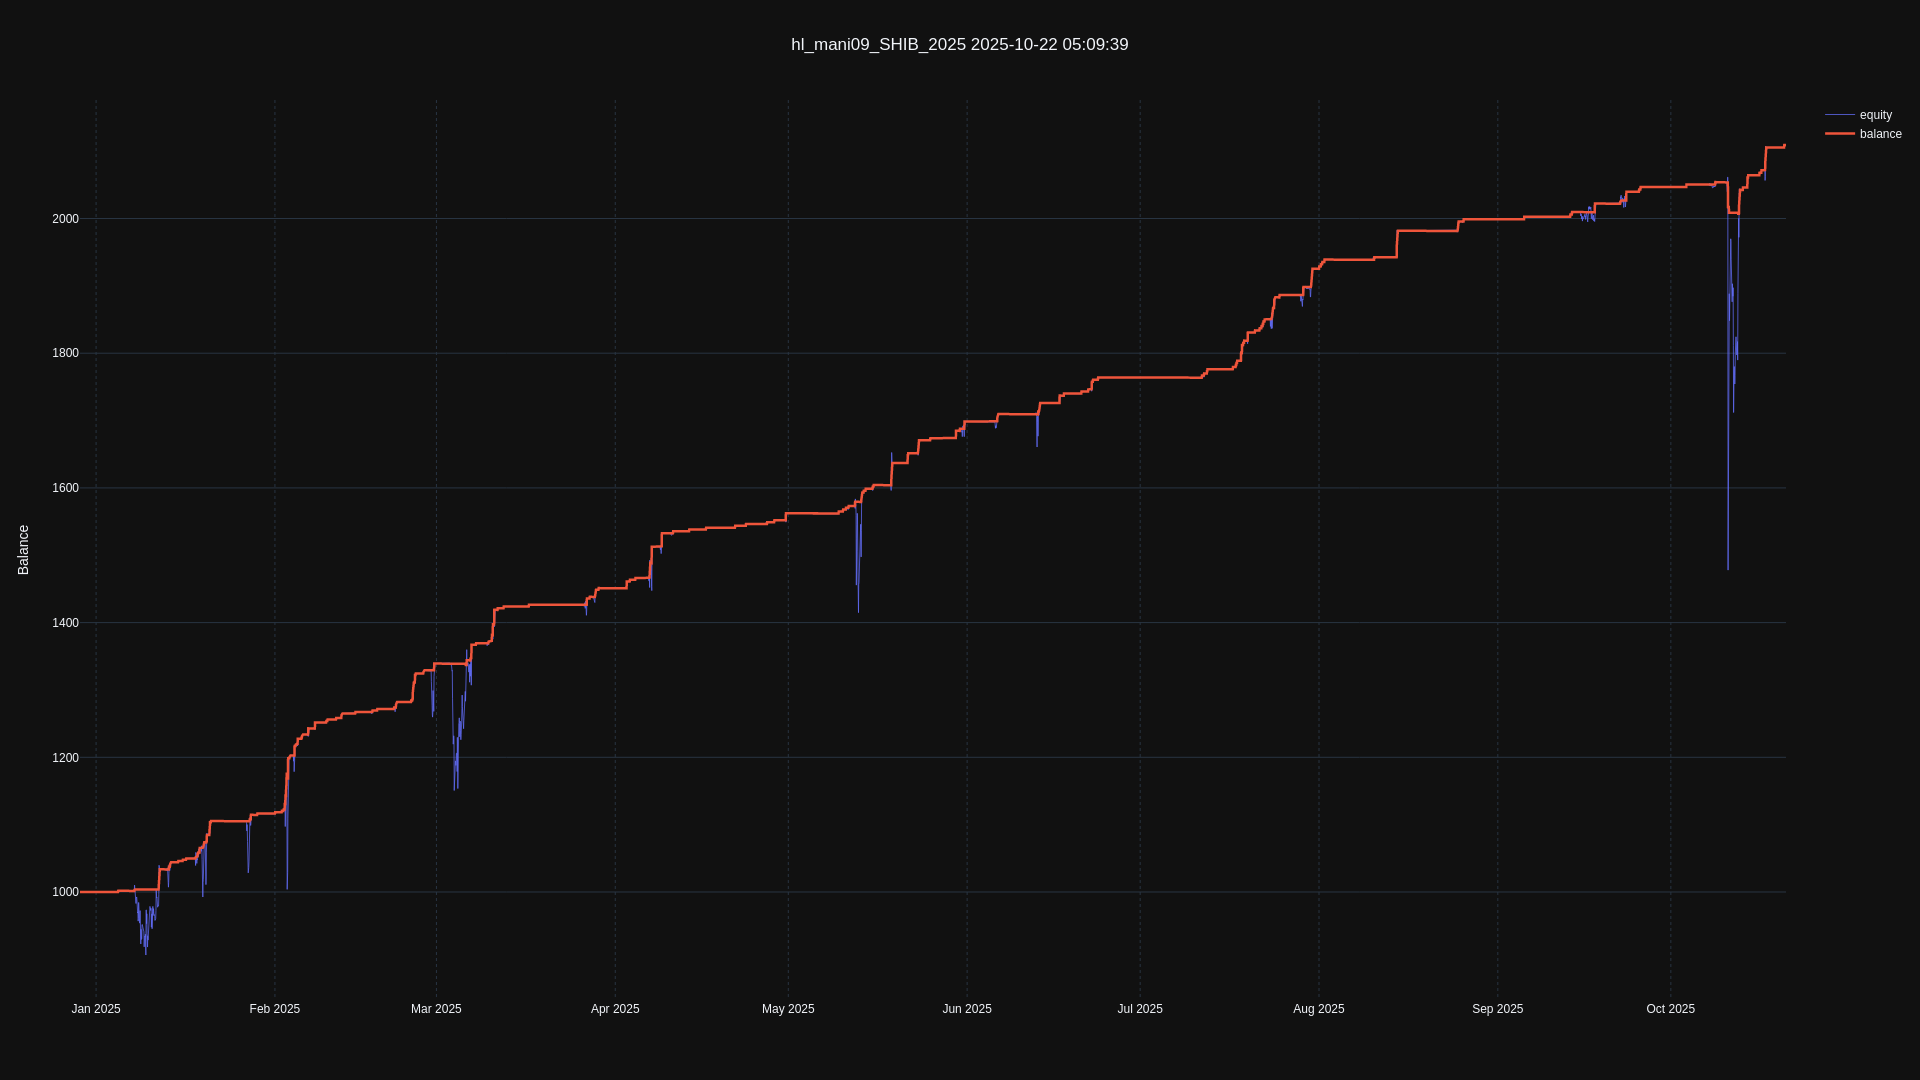 hl_mani09_SHIB_2025 2025-10-22 05:09:39
equity
balance
2000
1800
1600
1400
1200
1000
Balance
Jan 2025
Feb 2025
Mar 2025
Apr 2025
May 2025
Jun 2025
Jul 2025
Aug 2025
Sep 2025
Oct 2025